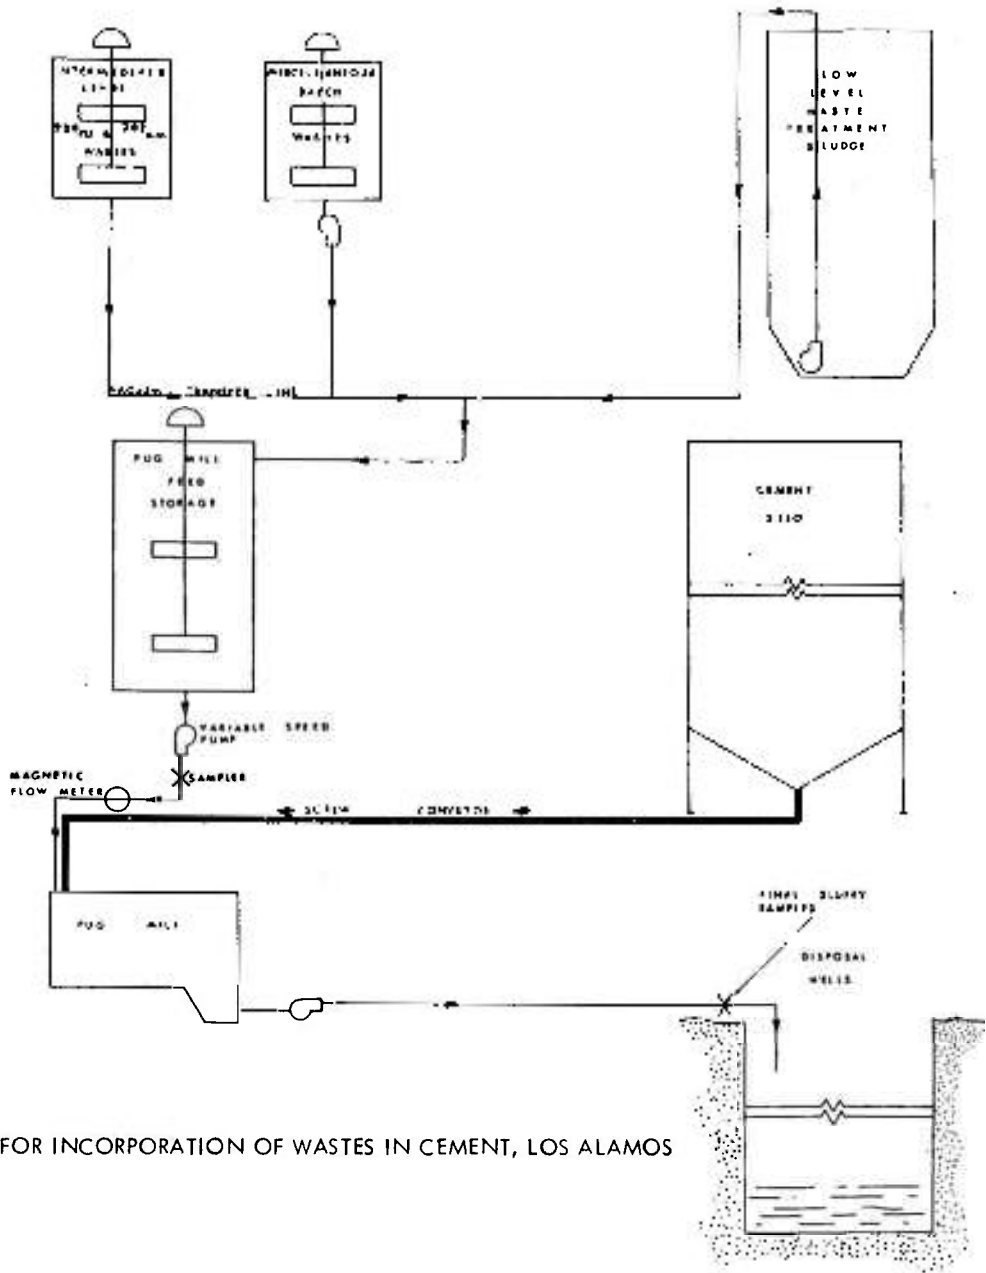 INTERMEDIATE
LEVEL
WASTES
MISCELLANEOUS
BATCH
WASTES
LOW
LEVEL
WASTE
TREATMENT
SLUDGE
TRANSFER LINE
PUG MILL
FEED
STORAGE
CEMENT
SILO
VARIABLE SPEED
PUMP
SAMPLER
MAGNETIC
FLOW METER
SCREW CONVEYOR
PUG MILL
FINAL SLURRY
SAMPLES
DISPOSAL
WELLS
FOR INCORPORATION OF WASTES IN CEMENT, LOS ALAMOS